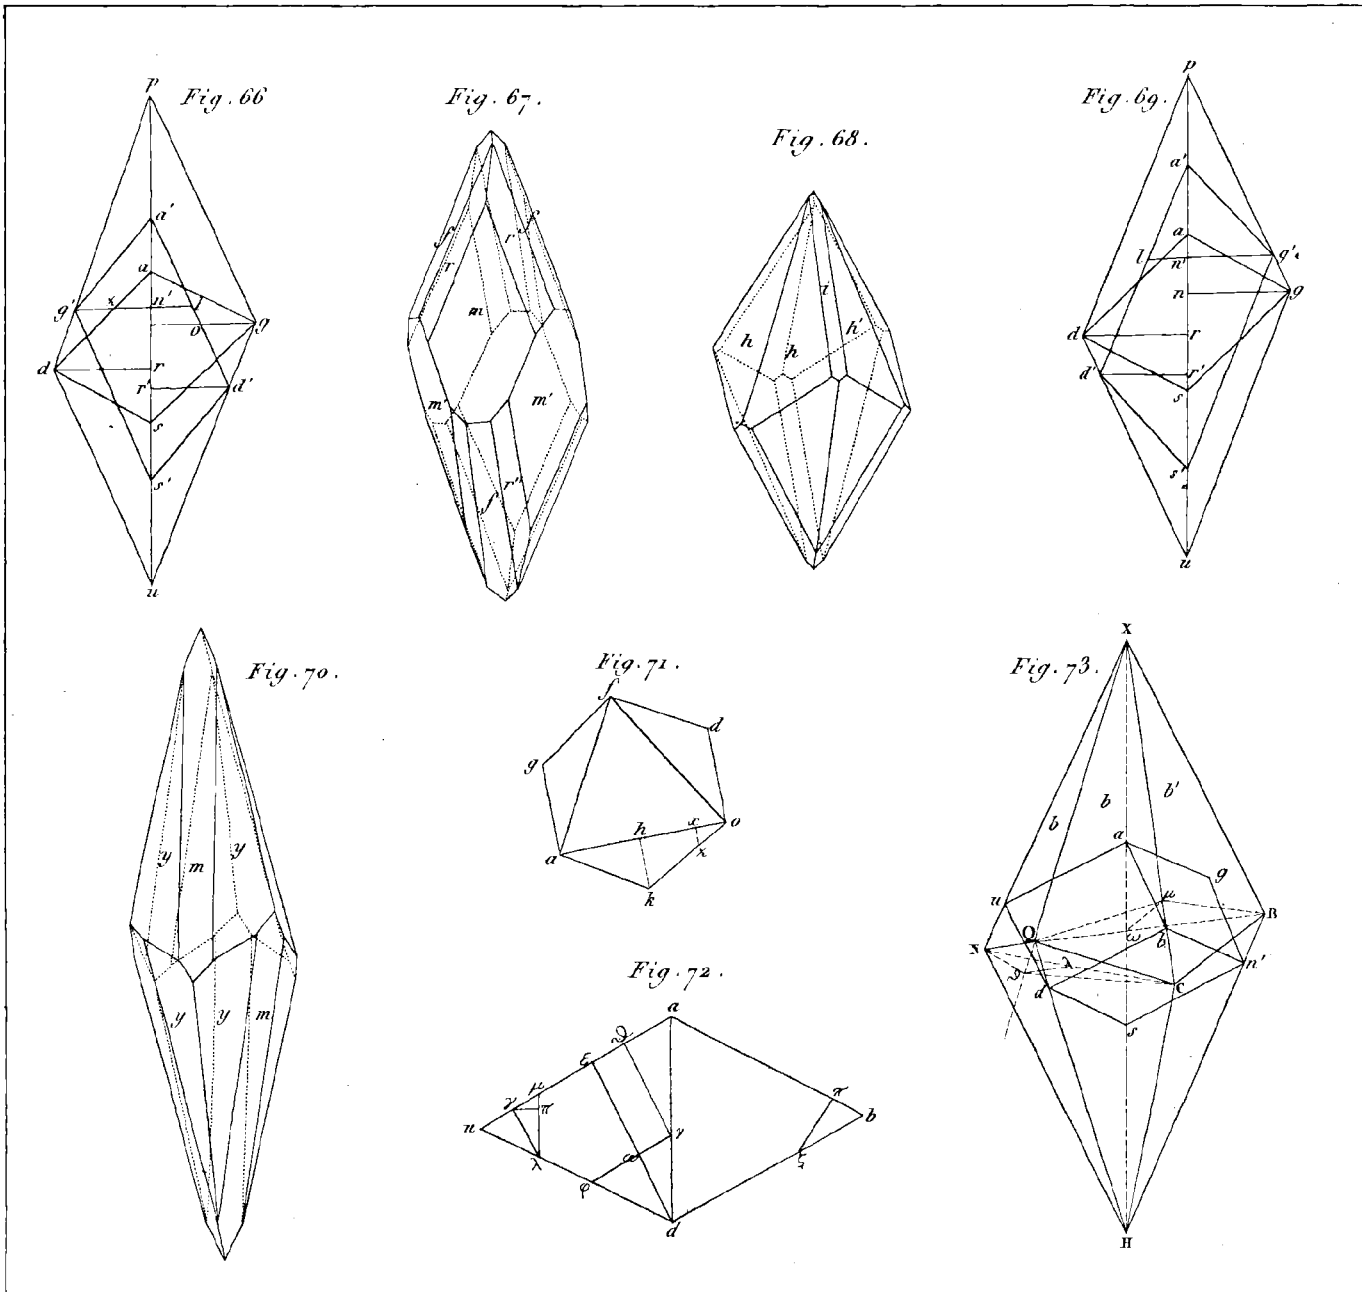 Fig. 66
p
a'
a
x
n'
g'
o
g
d
r
r'
d'
s
s'
u
Fig. 67.
f
f
r
r'
m
m'
m'
f
r'
Fig. 68.
i
h
h
h'
Fig. 69.
p
a'
a
l
n'
g'
n
g
d
r
d'
r'
s
s'
u
Fig. 70.
y
m
y
y
y
m
Fig. 71.
f
d
g
h
x
o
a
x
k
Fig. 72.
a
ϑ
ξ
μ
γ
π
π
u
b
γ
λ
ω
ζ
φ
d
Fig. 73.
X
b
b
b'
a
g
u
μ
B
O
ω
b
N
λ
n'
ϑ
d
C
s
H